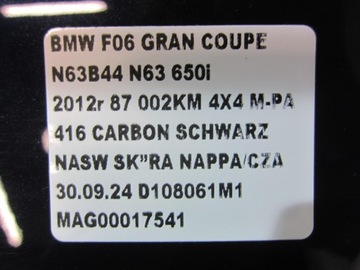 BMW F06 GRAN COUPE
N63B44 N63 650i
2012r 87 002KM 4X4 M-PA
416 CARBON SCHWARZ
NASW SK”RA NAPPA/CZA
30.09.24 D108061M1
MAG00017541